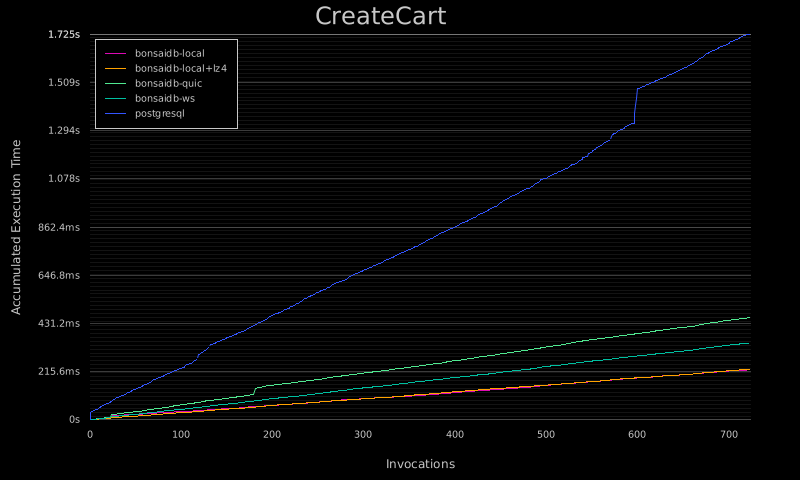 CreateCart
1.725s
bonsaidb-local
bonsaidb-local+lz4
bonsaidb-quic
bonsaidb-ws
postgresql
1.509s
1.294s
1.078s
862.4ms
646.8ms
431.2ms
215.6ms
0s
Accumulated Execution Time
0 100 200 300 400 500 600 700
Invocations